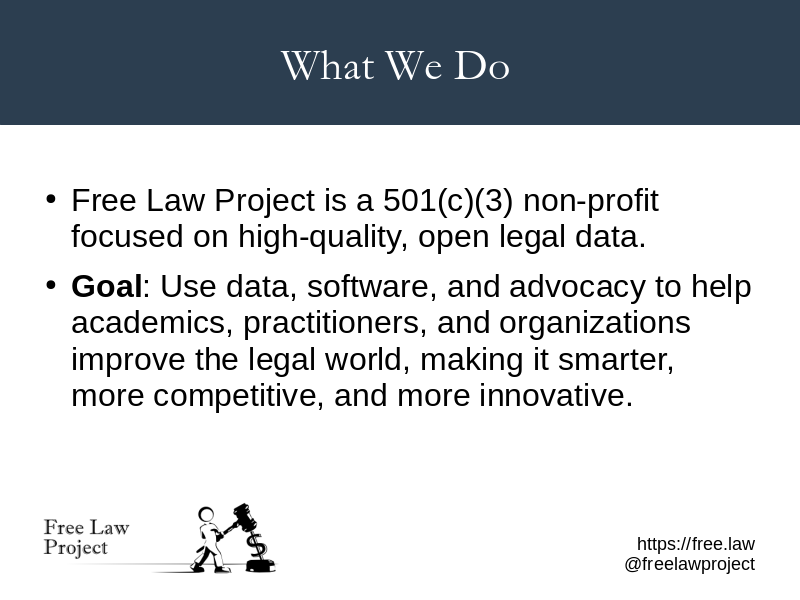 What We Do
• Free Law Project is a 501(c)(3) non-profit
focused on high-quality, open legal data.
• Goal: Use data, software, and advocacy to help
academics, practitioners, and organizations
improve the legal world, making it smarter,
more competitive, and more innovative.
Free Law
Project
$
https://free.law
@freelawproject